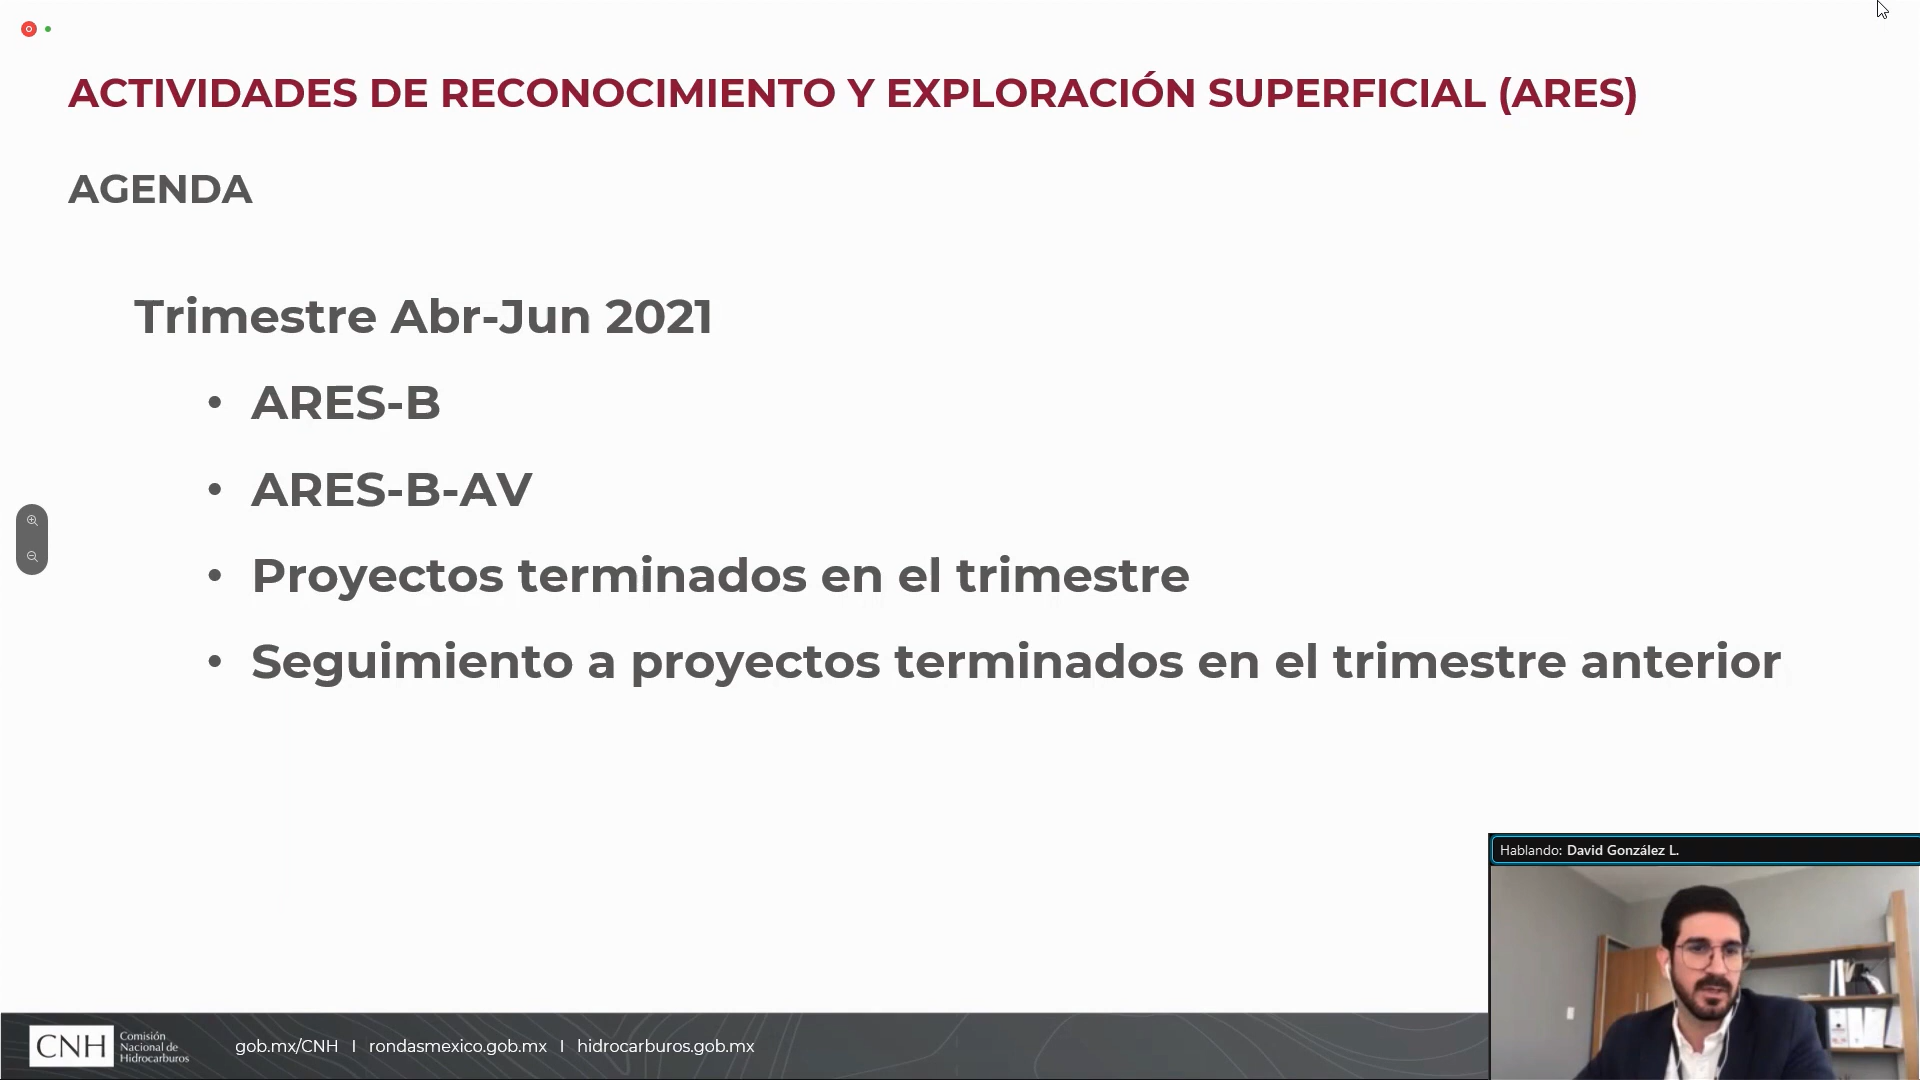 ACTIVIDADES DE RECONOCIMIENTO Y EXPLORACIÓN SUPERFICIAL (ARES)
AGENDA
Trimestre Abr-Jun 2021
• ARES-B
• ARES-B-AV
• Proyectos terminados en el trimestre
• Seguimiento a proyectos terminados en el trimestre anterior
Hablando: David González L.
CNH
Comisión
Nacional de
Hidrocarburos
gob.mx/CNH I rondasmexico.gob.mx I hidrocarburos.gob.mx